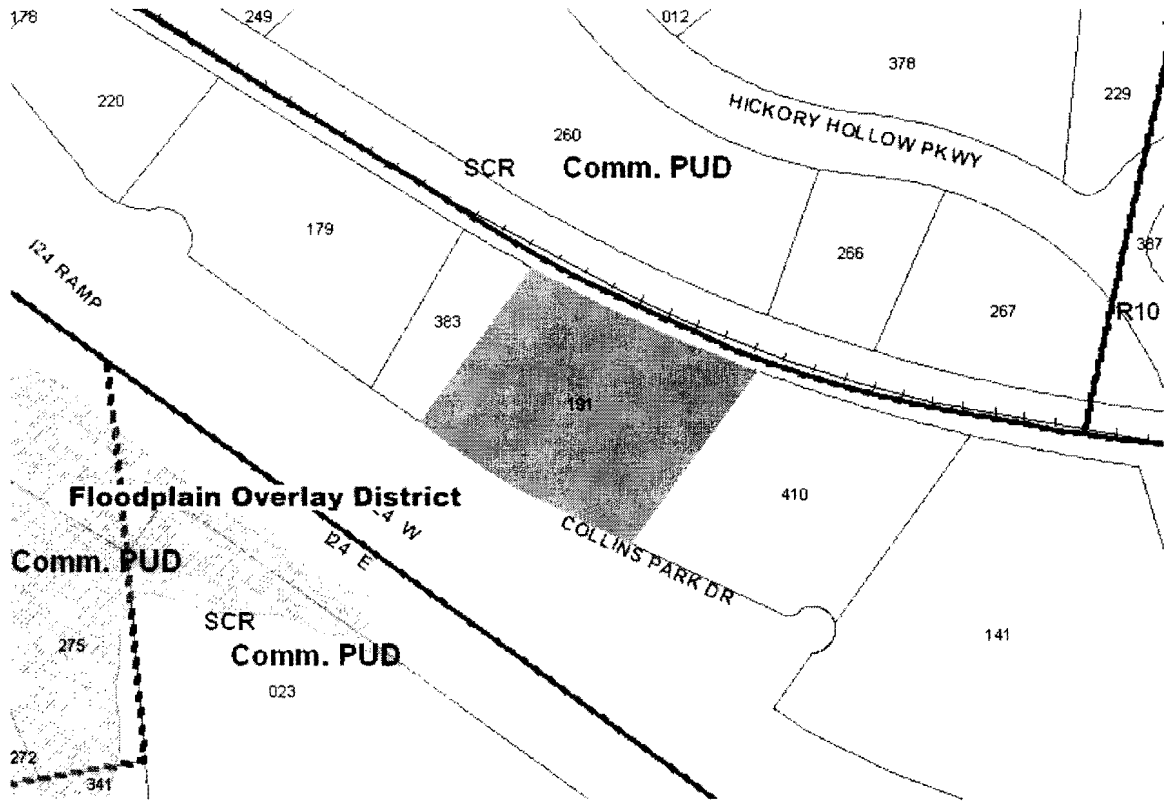 178
249
012
378
220
229
HICKORY HOLLOW PKWY
260
SCR
Comm. PUD
179
266
387
I24 RAMP
267
R10
383
191
Floodplain Overlay District
410
24 W
COLLINS PARK DR
I24 E
Comm. PUD
SCR
275
Comm. PUD
141
023
272
341